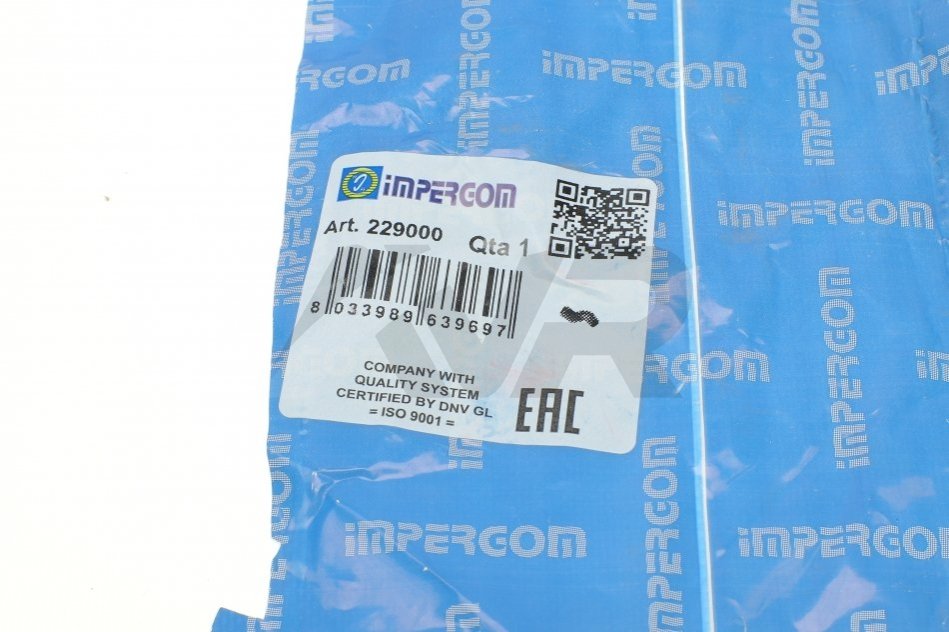 iMPERGOM
iMPERGOM
iMPERGOM
iMPERGOM
iMPERGOM
Art. 229000 Qta 1
8 033989 639697
COMPANY WITH
QUALITY SYSTEM
CERTIFIED BY DNV GL
= ISO 9001 =
EAC
iMPERGOM
iMPERGOM
iMPERGOM
iMPERGOM